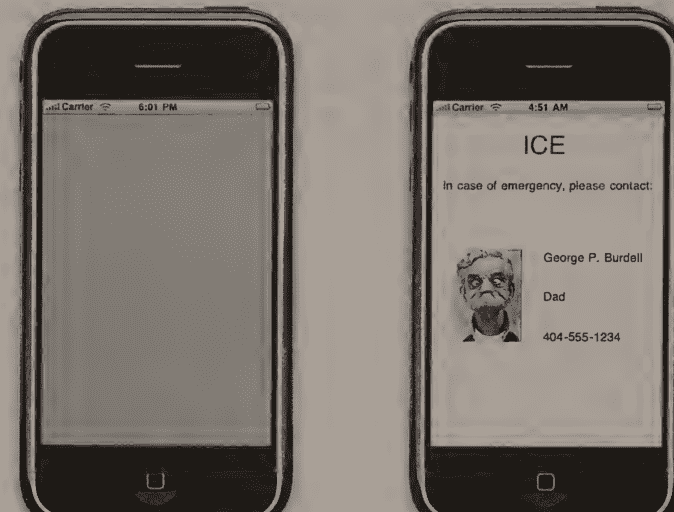 Carrier 6:01 PM
Carrier 4:51 AM
ICE
In case of emergency, please contact:
George P. Burdell
Dad
404-555-1234